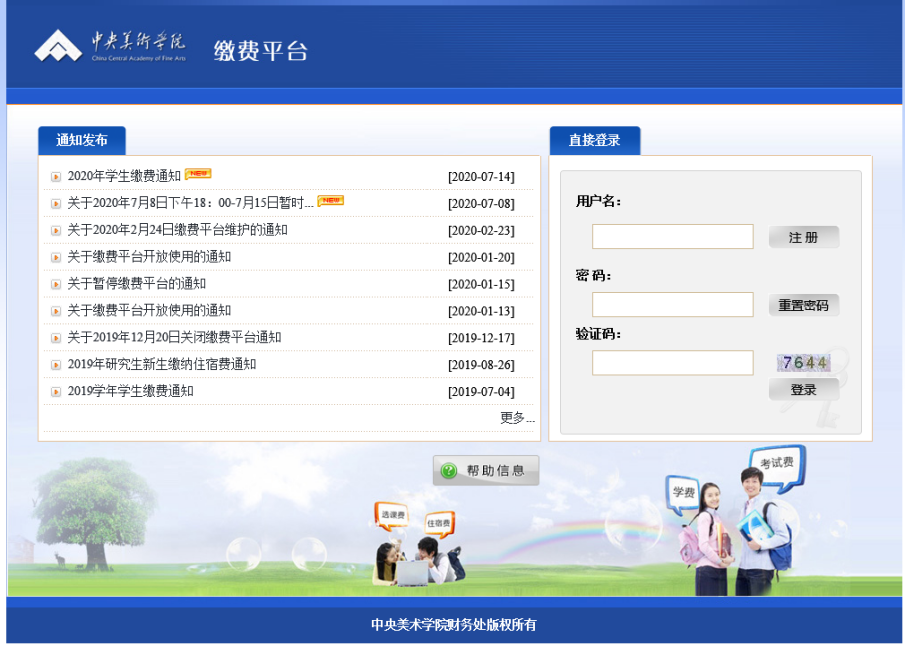 中央美術学院
China Central Academy of Fine Arts
缴费平台
通知发布
2020年学生缴费通知 NEW [2020-07-14]
关于2020年7月8日下午18：00-7月15日暂时... NEW [2020-07-08]
关于2020年2月24日缴费平台维护的通知 [2020-02-23]
关于缴费平台开放使用的通知 [2020-01-20]
关于暂停缴费平台的通知 [2020-01-15]
关于缴费平台开放使用的通知 [2020-01-13]
关于2019年12月20日关闭缴费平台通知 [2019-12-17]
2019年研究生新生缴纳住宿费通知 [2019-08-26]
2019学年学生缴费通知 [2019-07-04]
更多...
直接登录
用户名：
注 册
密 码：
重置密码
验证码：
7644
登录
帮助信息
选课费
住宿费
学费
考试费
中央美术学院财务处版权所有